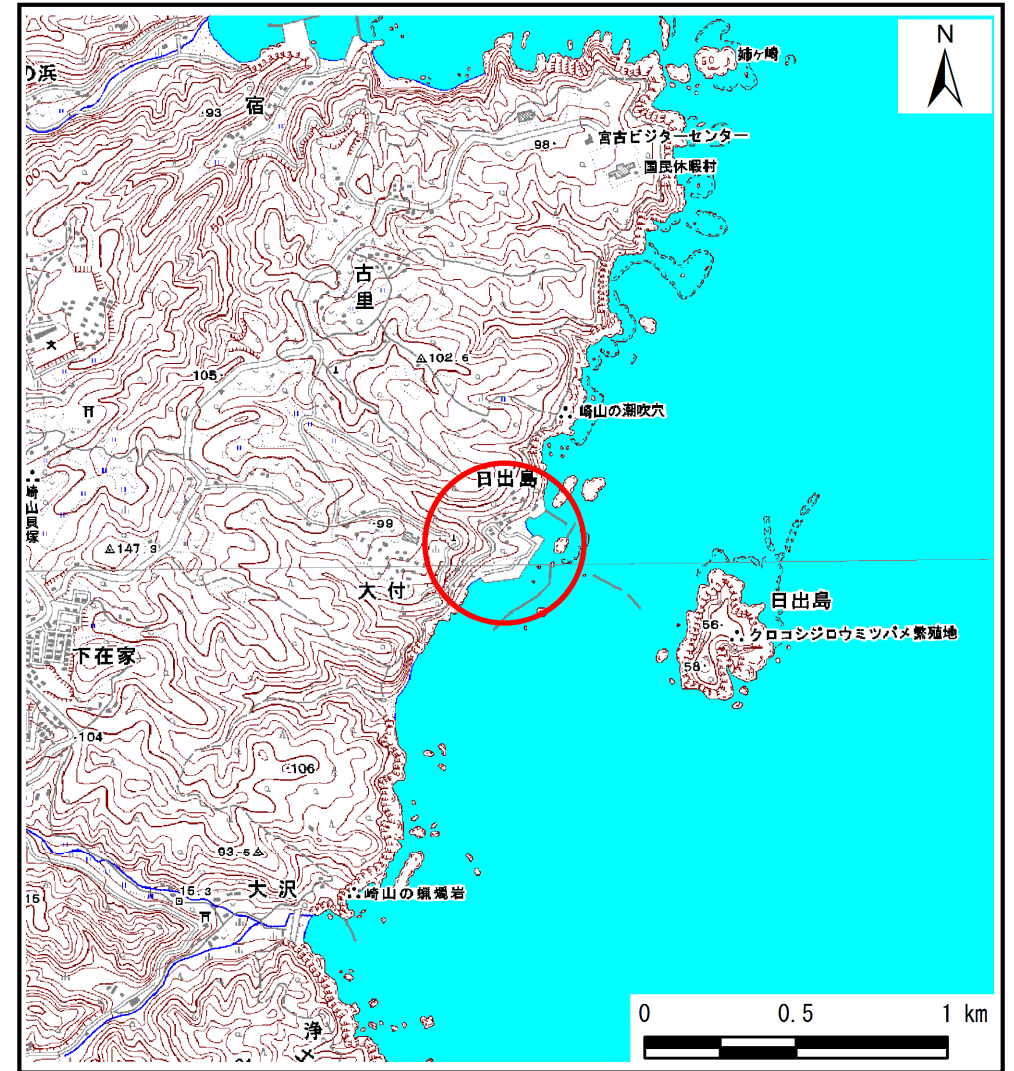 N
姉ヶ崎
の浜
宿
93
98
宮古ビジターセンター
国民休暇村
古里
102.6
105
崎山の潮吹穴
日出島
崎山貝塚
99
147.3
大付
日出島
56
クロコシジロウミツバメ繁殖地
58
下在家
104
106
93.5
大沢
15.3
崎山の蝋燭岩
15
浄
0 0.5 1 km